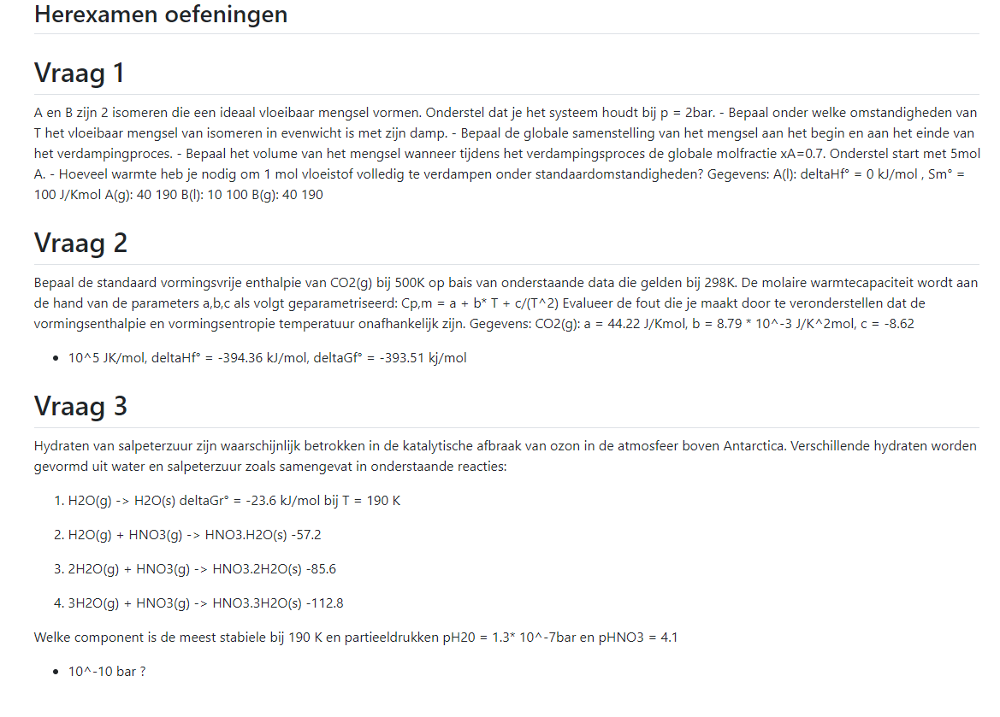 Herexamen oefeningen
Vraag 1
A en B zijn 2 isomeren die een ideaal vloeibaar mengsel vormen. Onderstel dat je het systeem houdt bij p = 2bar. - Bepaal onder welke omstandigheden van
T het vloeibaar mengsel van isomeren in evenwicht is met zijn damp. - Bepaal de globale samenstelling van het mengsel aan het begin en aan het einde van
het verdampingproces. - Bepaal het volume van het mengsel wanneer tijdens het verdampingsproces de globale molfractie xA=0.7. Onderstel start met 5mol
A. - Hoeveel warmte heb je nodig om 1 mol vloeistof volledig te verdampen onder standaardomstandigheden? Gegevens: A(l): deltaHf° = 0 kJ/mol , Sm° =
100 J/Kmol A(g): 40 190 B(l): 10 100 B(g): 40 190
Vraag 2
Bepaal de standaard vormingsvrije enthalpie van CO2(g) bij 500K op bais van onderstaande data die gelden bij 298K. De molaire warmtecapaciteit wordt aan
de hand van de parameters a,b,c als volgt geparametriseerd: Cp,m = a + b* T + c/(T^2) Evalueer de fout die je maakt door te veronderstellen dat de
vormingsenthalpie en vormingsentropie temperatuur onafhankelijk zijn. Gegevens: CO2(g): a = 44.22 J/Kmol, b = 8.79 * 10^-3 J/K^2mol, c = -8.62
• 10^5 JK/mol, deltaHf° = -394.36 kJ/mol, deltaGf° = -393.51 kj/mol
Vraag 3
Hydraten van salpeterzuur zijn waarschijnlijk betrokken in de katalytische afbraak van ozon in de atmosfeer boven Antarctica. Verschillende hydraten worden
gevormd uit water en salpeterzuur zoals samengevat in onderstaande reacties:
1. H2O(g) -> H2O(s) deltaGr° = -23.6 kJ/mol bij T = 190 K
2. H2O(g) + HNO3(g) -> HNO3.H2O(s) -57.2
3. 2H2O(g) + HNO3(g) -> HNO3.2H2O(s) -85.6
4. 3H2O(g) + HNO3(g) -> HNO3.3H2O(s) -112.8
Welke component is de meest stabiele bij 190 K en partieeldrukken pH20 = 1.3* 10^-7bar en pHNO3 = 4.1
• 10^-10 bar ?